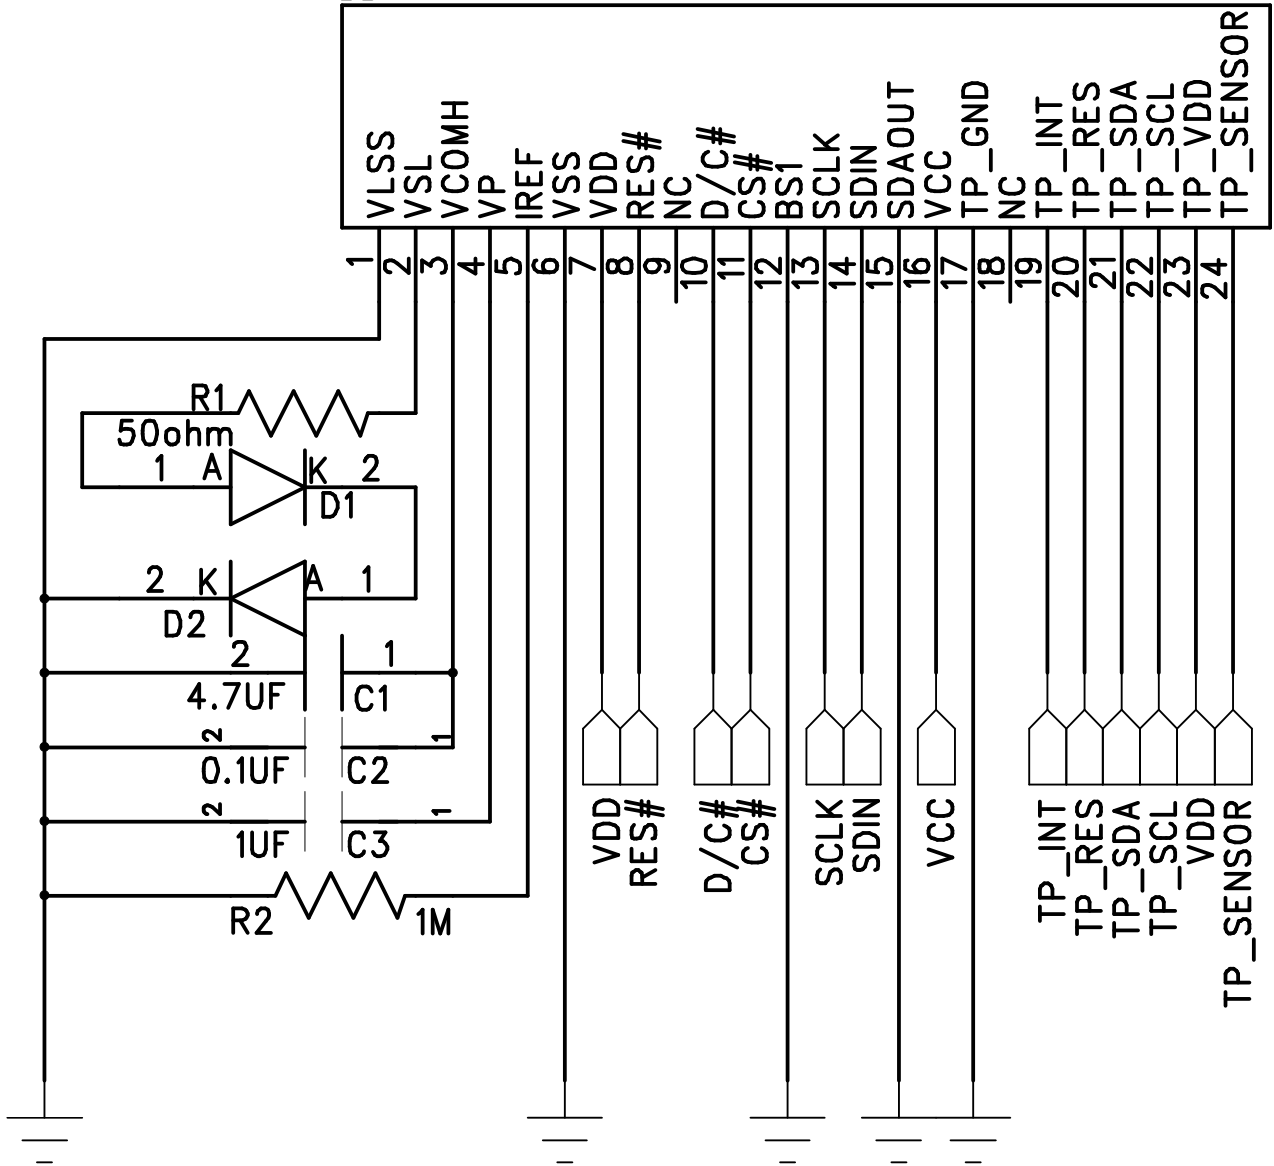 VLSS
VSL
VCOMH
VP
IREF
VSS
VDD
RES#
NC
D/C#
CS#
BS1
SCLK
SDIN
SDAOUT
VCC
TP_GND
NC
TP_INT
TP_RES
TP_SDA
TP_SCL
TP_VDD
TP_SENSOR
1
2
3
4
5
6
7
8
9
10
11
12
13
14
15
16
17
18
19
20
21
22
23
24
R1
50ohm
1 A K 2
D1
2 K A 1
D2
2 1
4.7UF C1
2 1
0.1UF C2
2 1
1UF C3
R2 1M
VDD
RES#
D/C#
CS#
SCLK
SDIN
VCC
TP_INT
TP_RES
TP_SDA
TP_SCL
VDD
TP_SENSOR